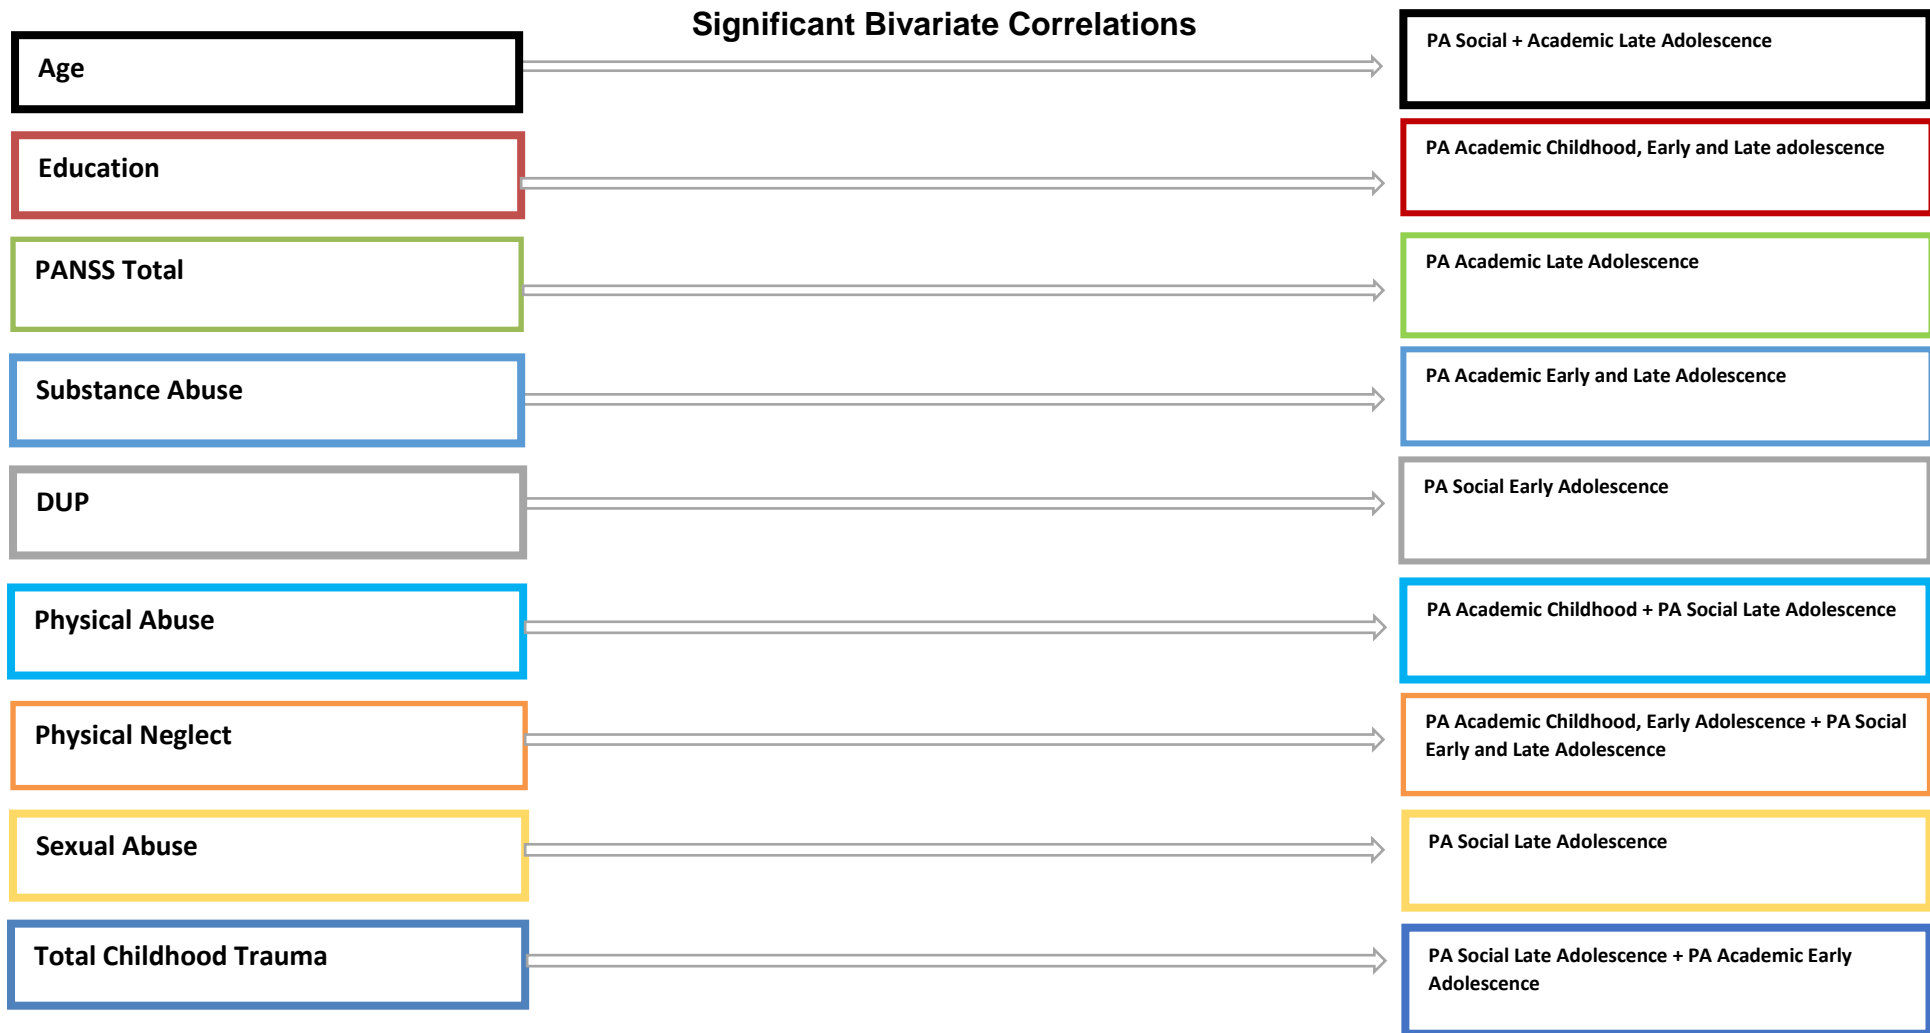 Significant Bivariate Correlations
Age
PA Social + Academic Late Adolescence
Education
PA Academic Childhood, Early and Late adolescence
PANSS Total
PA Academic Late Adolescence
Substance Abuse
PA Academic Early and Late Adolescence
DUP
PA Social Early Adolescence
Physical Abuse
PA Academic Childhood + PA Social Late Adolescence
Physical Neglect
PA Academic Childhood, Early Adolescence + PA Social
Early and Late Adolescence
Sexual Abuse
PA Social Late Adolescence
Total Childhood Trauma
PA Social Late Adolescence + PA Academic Early
Adolescence